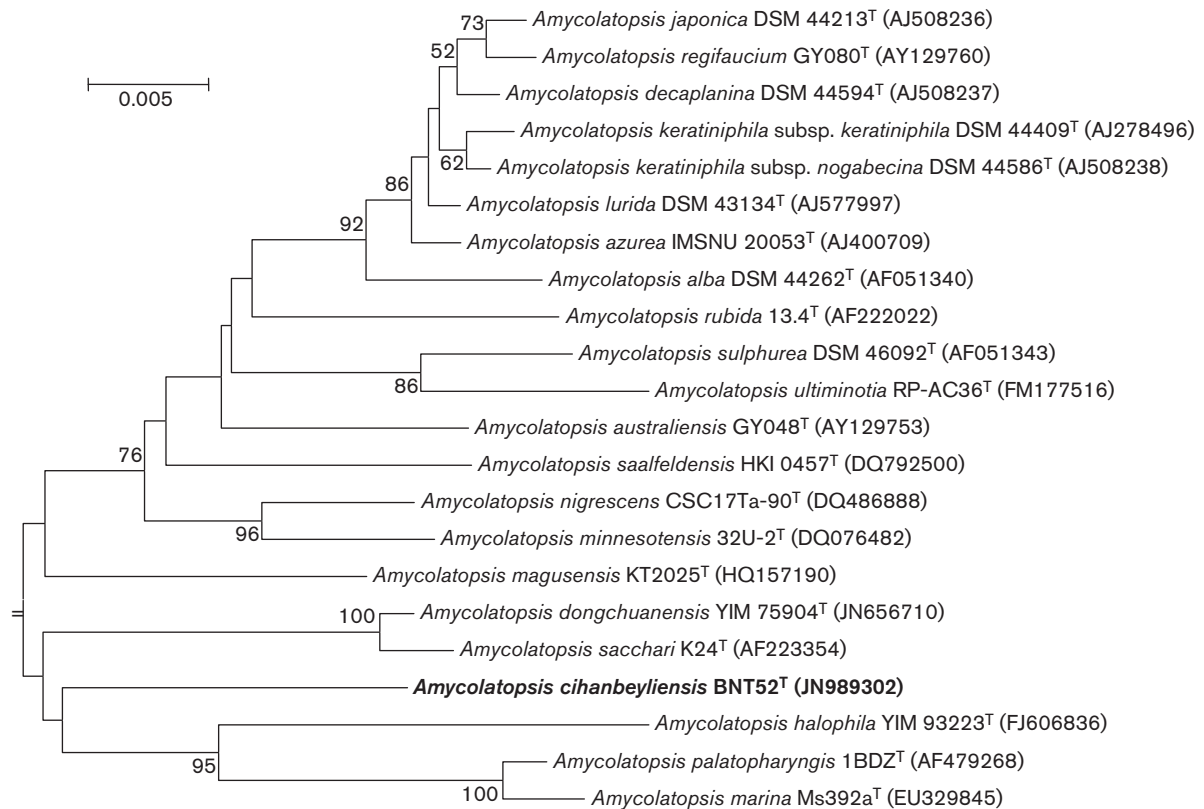 73
Amycolatopsis japonica DSM 44213ᵀ (AJ508236)
52
Amycolatopsis regifaucium GY080ᵀ (AY129760)
0.005
Amycolatopsis decaplanina DSM 44594ᵀ (AJ508237)
Amycolatopsis keratiniphila subsp. keratiniphila DSM 44409ᵀ (AJ278496)
62
Amycolatopsis keratiniphila subsp. nogabecina DSM 44586ᵀ (AJ508238)
86
Amycolatopsis lurida DSM 43134ᵀ (AJ577997)
92
Amycolatopsis azurea IMSNU 20053ᵀ (AJ400709)
Amycolatopsis alba DSM 44262ᵀ (AF051340)
Amycolatopsis rubida 13.4ᵀ (AF222022)
Amycolatopsis sulphurea DSM 46092ᵀ (AF051343)
86
Amycolatopsis ultiminotia RP-AC36ᵀ (FM177516)
Amycolatopsis australiensis GY048ᵀ (AY129753)
76
Amycolatopsis saalfeldensis HKI 0457ᵀ (DQ792500)
Amycolatopsis nigrescens CSC17Ta-90ᵀ (DQ486888)
96
Amycolatopsis minnesotensis 32U-2ᵀ (DQ076482)
Amycolatopsis magusensis KT2025ᵀ (HQ157190)
100
Amycolatopsis dongchuanensis YIM 75904ᵀ (JN656710)
Amycolatopsis sacchari K24ᵀ (AF223354)
Amycolatopsis cihanbeyliensis BNT52ᵀ (JN989302)
Amycolatopsis halophila YIM 93223ᵀ (FJ606836)
95
Amycolatopsis palatopharyngis 1BDZᵀ (AF479268)
100
Amycolatopsis marina Ms392aᵀ (EU329845)